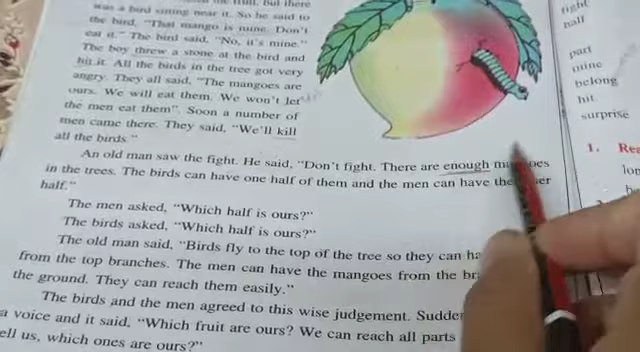 was a bird sitting near it. So he said to
the bird, "That mango is mine. Don't
eat it." The bird said, "No, it's mine."
The boy threw a stone at the bird and
hit it. All the birds in the tree got very
angry. They all said, "The mangoes are
ours. We will eat them. We won't let
the men eat them". Soon a number of
men came there. They said, "We'll kill
all the birds."
An old man saw the fight. He said, "Don't fight. There are enough
in the trees. The birds can have one half of them and the men can have
half."
The men asked, "Which half is ours?"
The birds asked, "Which half is ours?"
The old man said, "Birds fly to the top of the tree so they can
from the top branches. The men can have the mangoes from the
the ground. They can reach them easily."
The birds and the men agreed to this wise judgement.
a voice and it said, "Which fruit are ours? We can reach all parts
us, which ones are ours?"
right
half
part
mine
belong
hit
surprise
1.